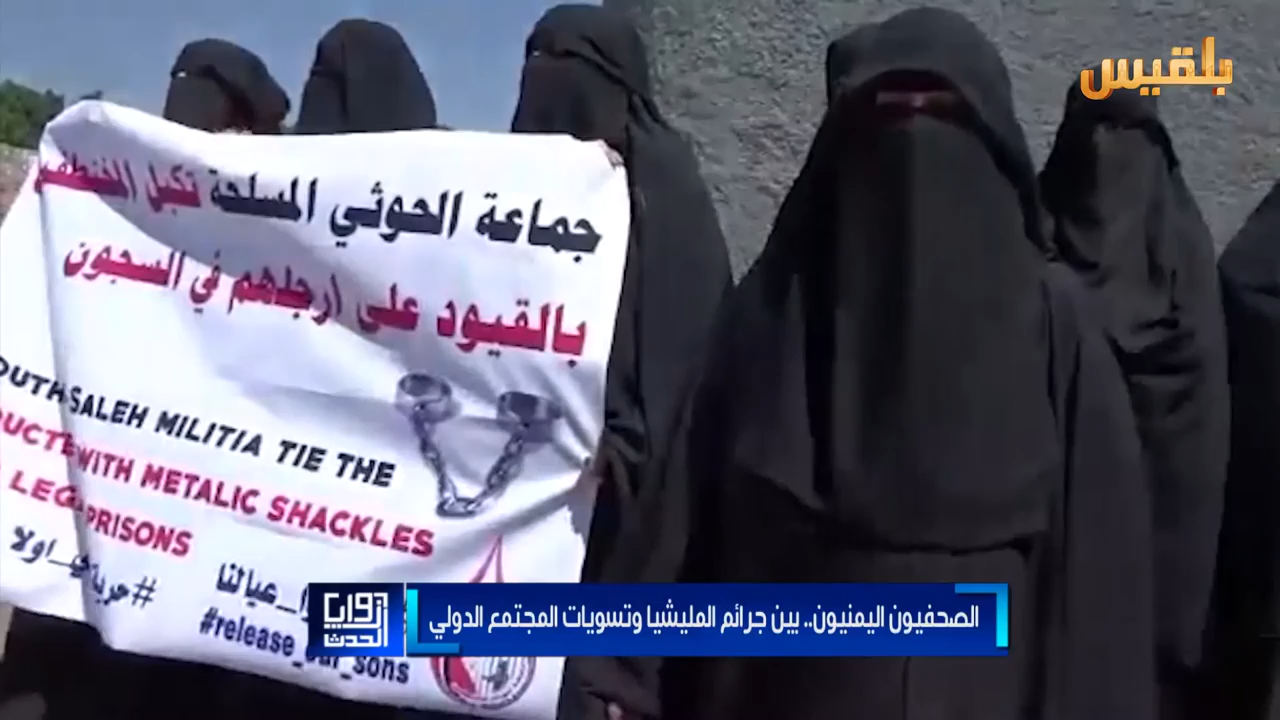 بلقيس
جماعة الحوثي المسلحة تكبل المختطفين
بالقيود على ارجلهم في السجون
SALEH MILITIA TIE THE
WITH METALIC SHACKLES
PRISONS
عيالنا
#release_our_sons
زوايا
الحدث
الصحفيون اليمنيون.. بين جرائم المليشيا وتسويات المجتمع الدولي